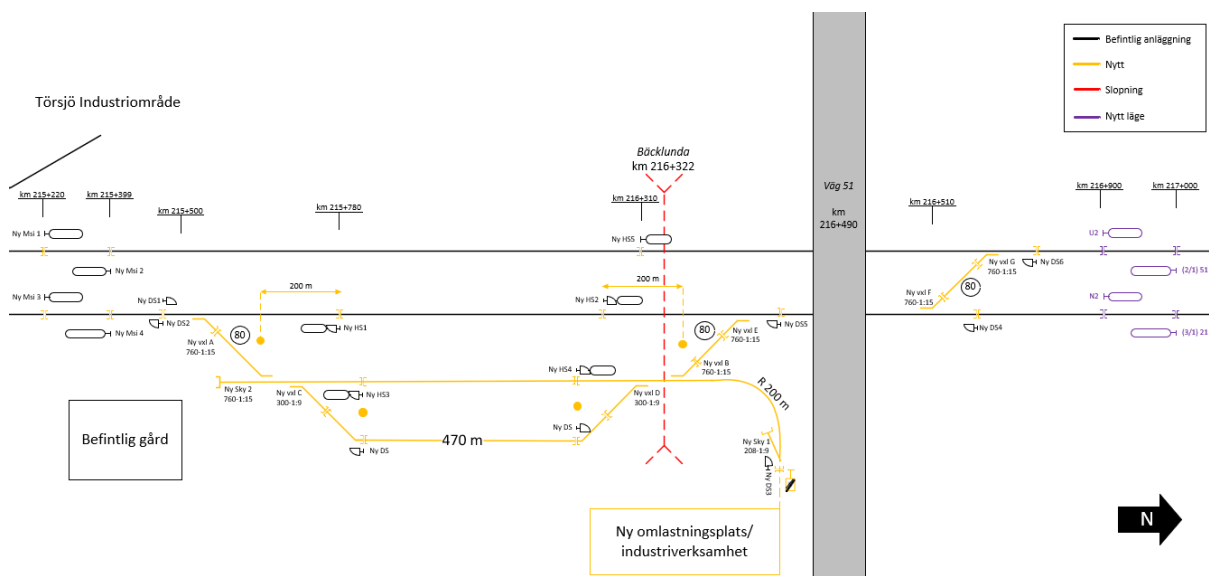 Befintlig anläggning
Nytt
Slopning
Nytt läge
Törsjö Industriområde
Bäcklunda
km 216+322
Väg 51
km
216+490
km 215+220
km 215+399
km 215+500
km 215+780
km 216+310
km 216+510
km 216+900
km 217+000
Ny Msi 1
Ny HS5
U2
Ny Msi 2
Ny vxl G
760-1:15
Ny DS6
(2/1) 51
200 m
200 m
80
Ny Msi 3
Ny DS1
Ny HS2
Ny vxl F
760-1:15
N2
Ny DS2
Ny Msi 4
80
Ny HS1
80
Ny vxl E
760-1:15
Ny DS5
Ny DS4
(3/1) 21
Ny vxl A
760-1:15
Ny vxl B
760-1:15
Ny HS4
Ny Sky 2
760-1:15
Ny vxl C
300-1:9
Ny HS3
Ny vxl D
300-1:9
R 200 m
Ny DS
470 m
Ny DS
Ny Sky 1
208-1:9
Ny DS3
Befintlig gård
Ny omlastningsplats/
industriverksamhet
N